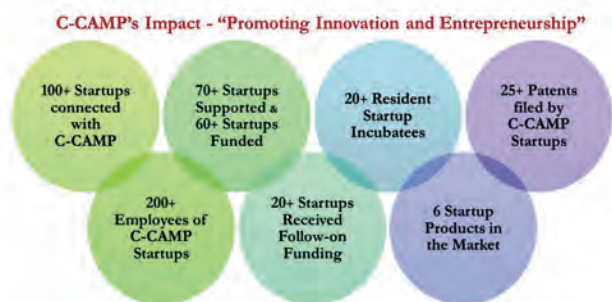 C-CAMP's Impact - "Promoting Innovation and Entrepreneurship"
100+ Startups
connected
with
C-CAMP
70+ Startups
Supported &
60+ Startups
Funded
20+ Resident
Startup
Incubatees
25+ Patents
filed by
C-CAMP
Startups
200+
Employees of
C-CAMP
Startups
20+ Startups
Received
Follow-on
Funding
6 Startup
Products in
the Market